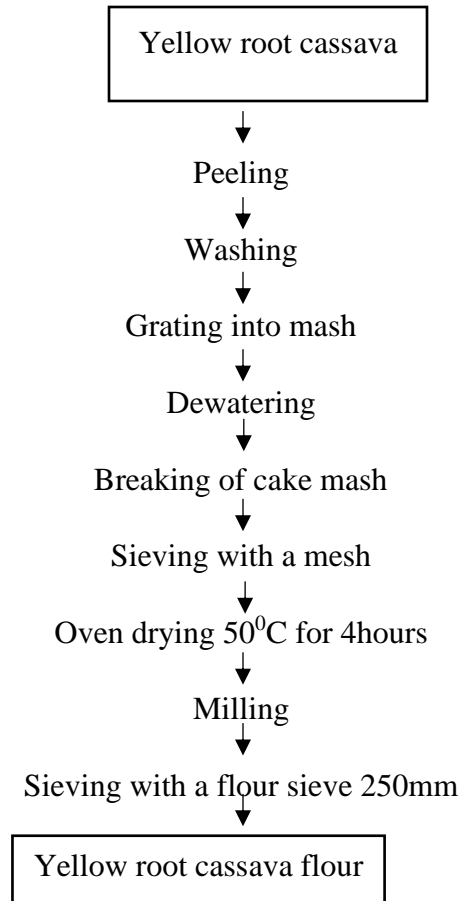 Yellow root cassava
Peeling
Washing
Grating into mash
Dewatering
Breaking of cake mash
Sieving with a mesh
Oven drying 50⁰C for 4hours
Milling
Sieving with a flour sieve 250mm
Yellow root cassava flour